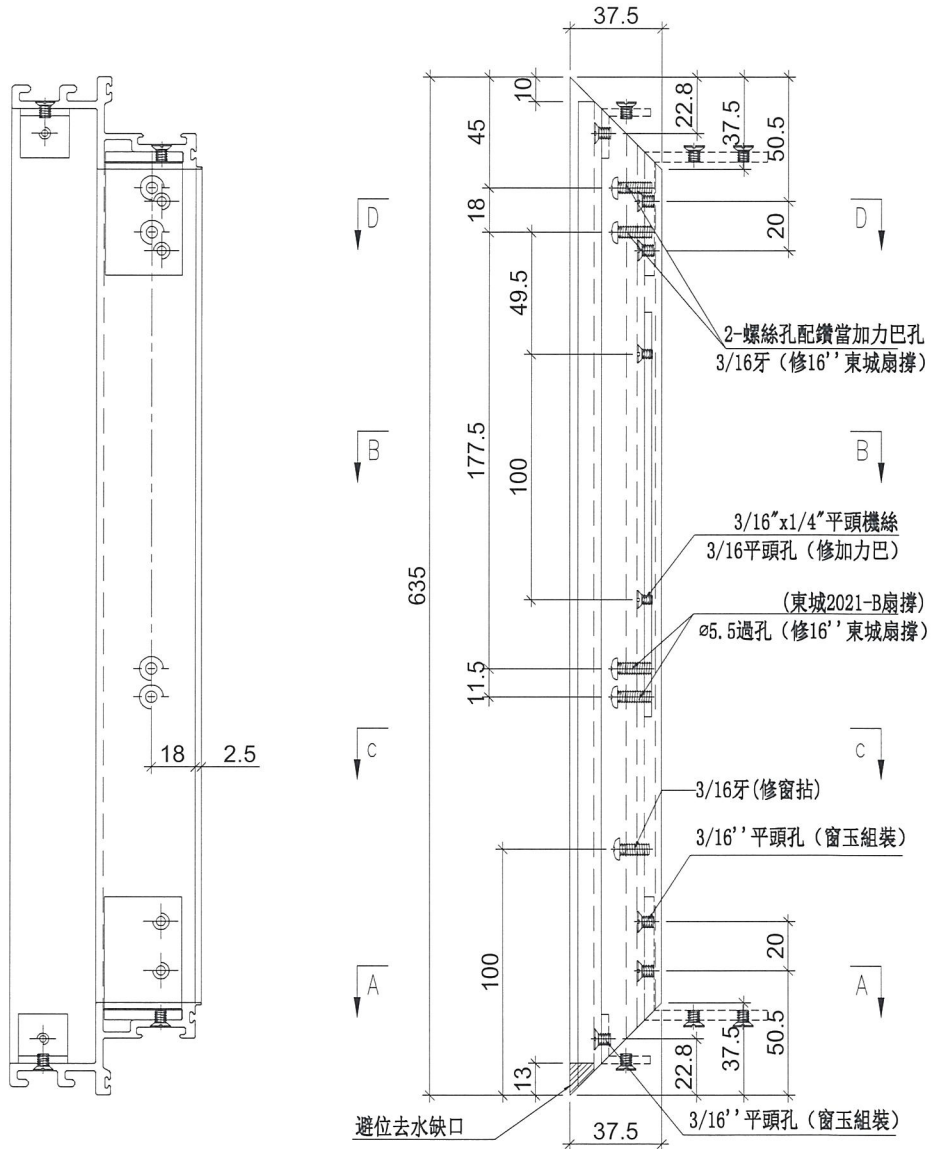 37.5
10
22.8
37.5
50.5
45
18
20
D
D
49.5
2-螺絲孔配鑽當加力巴孔
3/16牙（修16''東城扇撐）
B
B
177.5
100
3/16"x1/4"平頭機絲
3/16平頭孔（修加力巴）
635
(東城2021-B扇撐)
ø5.5過孔（修16''東城扇撐）
11.5
C
C
18
2.5
3/16牙(修窗拈)
3/16''平頭孔（窗玉組裝）
100
20
A
A
50.5
37.5
22.8
13
避位去水缺口
3/16''平頭孔（窗玉組裝）
37.5